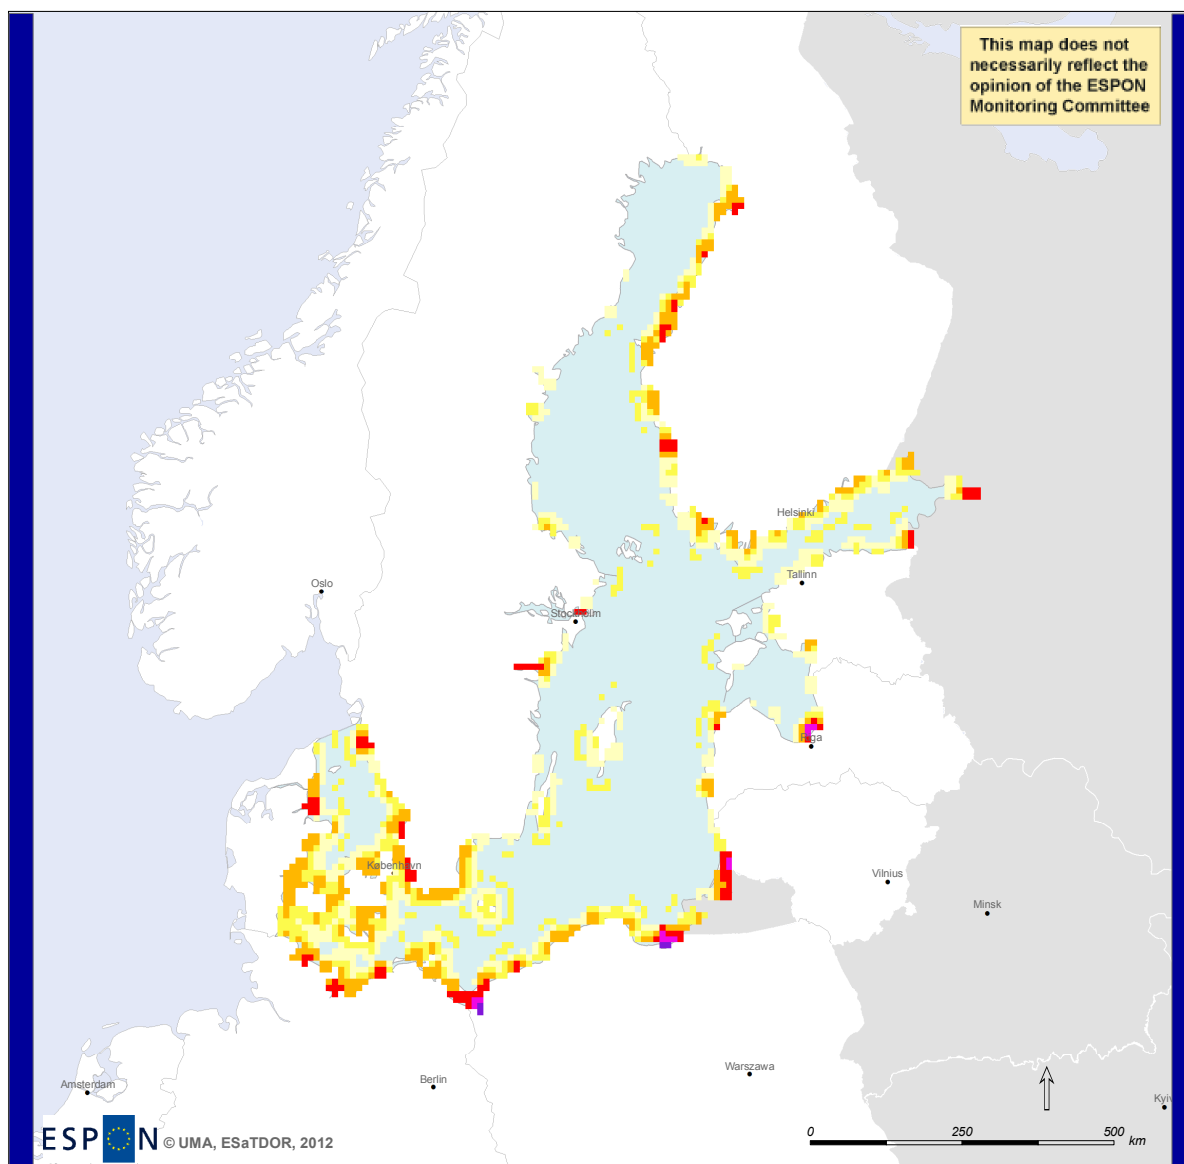 This map does not
necessarily reflect the
opinion of the ESPON
Monitoring Committee
Helsinki
Tallinn
Oslo
Stockholm
Riga
København
Vilnius
Minsk
Warszawa
Berlin
Amsterdam
ESPON © UMA, ESaTDOR, 2012
0 250 500 km